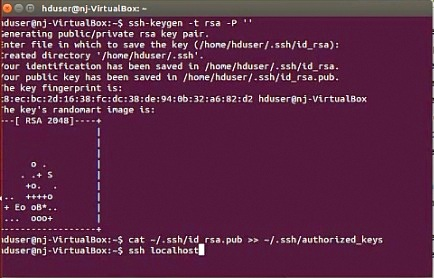 hduser@nj-VirtualBox: ~
hduser@nj-VirtualBox:~$ ssh-keygen -t rsa -P ''
Generating public/private rsa key pair.
Enter file in which to save the key (/home/hduser/.ssh/id_rsa):
Created directory '/home/hduser/.ssh'.
Your identification has been saved in /home/hduser/.ssh/id_rsa.
Your public key has been saved in /home/hduser/.ssh/id_rsa.pub.
The key fingerprint is:
:8:ec:bc:2d:16:38:fc:dc:38:de:94:0b:32:a6:82:d2 hduser@nj-VirtualBox
The key's randomart image is:
---[ RSA 2048]----+
|
|
|
o . |
. .+ S |
+o. . |
.. ++++o |
+ Eo oB*.. |
... ooo+ |
-----------------+
hduser@nj-VirtualBox:~$ cat ~/.ssh/id_rsa.pub >> ~/.ssh/authorized_keys
hduser@nj-VirtualBox:~$ ssh localhost